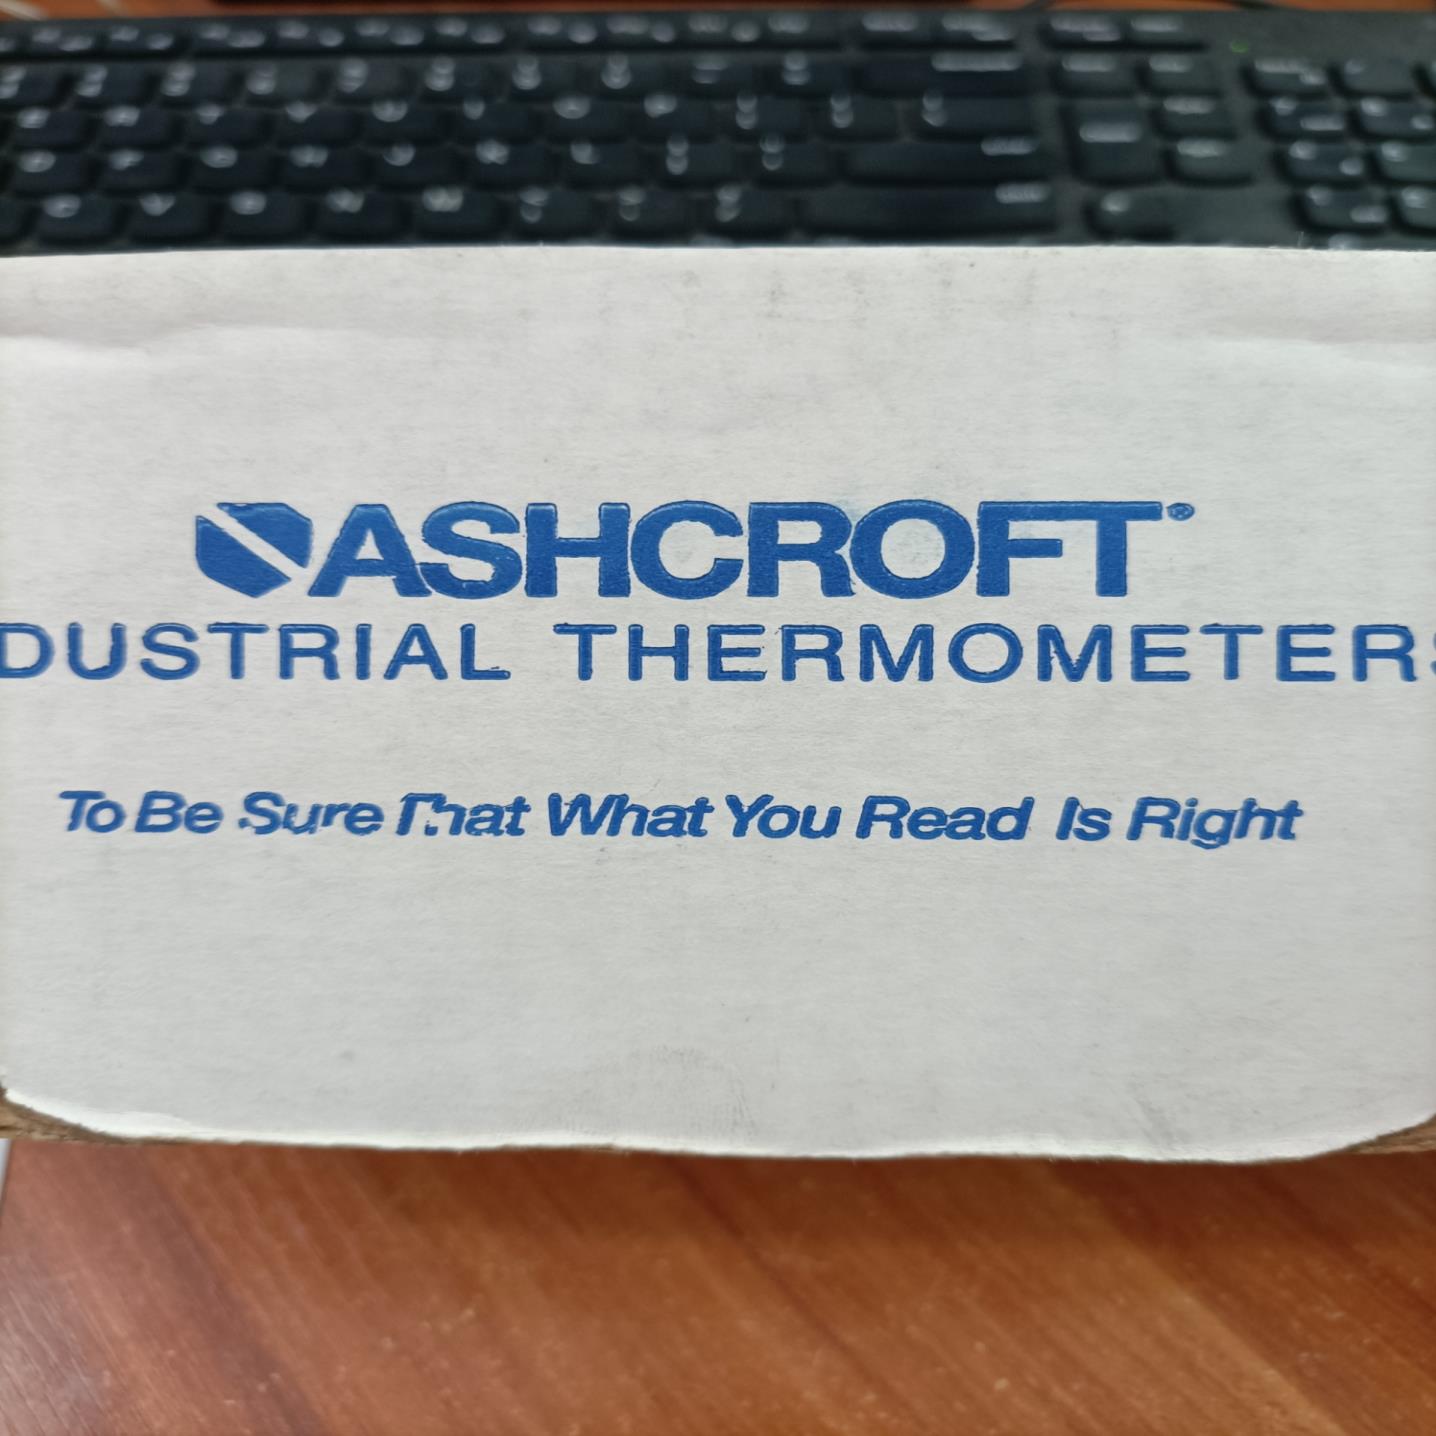 ASHCROFT®
DUSTRIAL THERMOMETERS
To Be Sure That What You Read Is Right